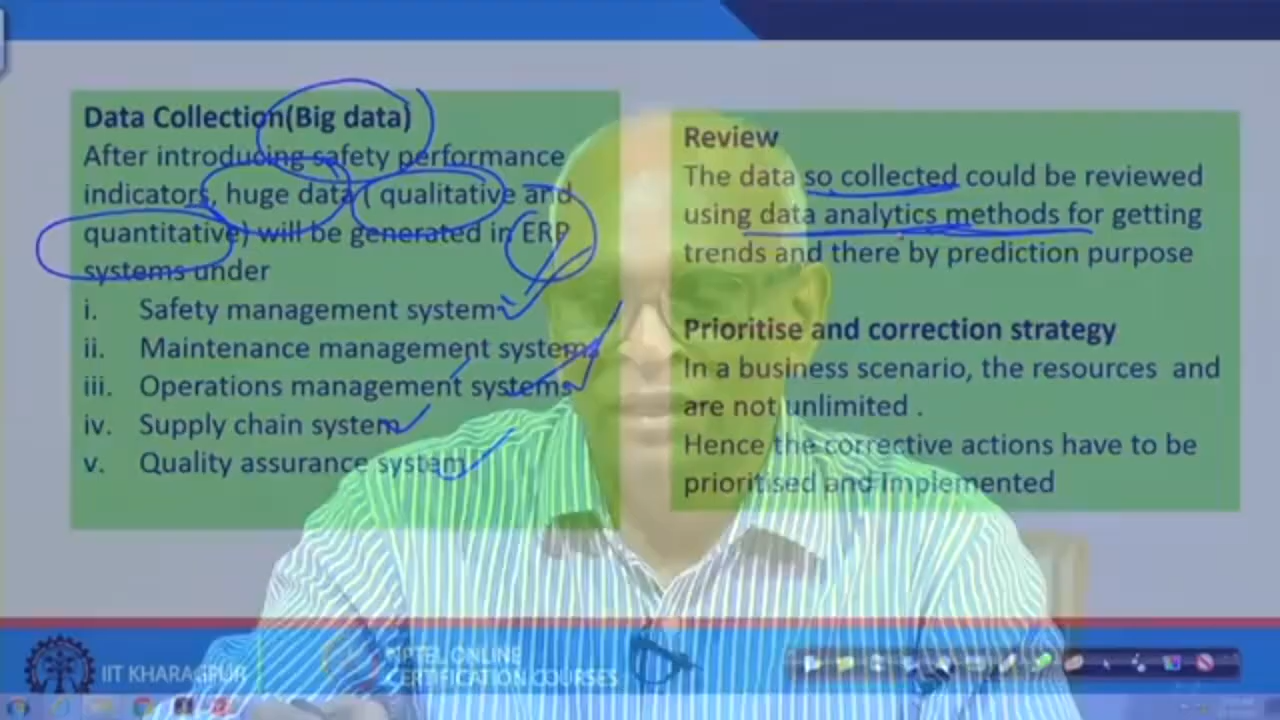 Data Collection(Big data)
After introducing safety performance
indicators, huge data ( qualitative and
quantitative) will be generated in ERP
systems under
i. Safety management system
ii. Maintenance management systems
iii. Operations management systems
iv. Supply chain system
v. Quality assurance system
Review
The data so collected could be reviewed
using data analytics methods for getting
trends and there by prediction purpose
Prioritise and correction strategy
In a business scenario, the resources and
are not unlimited .
Hence the corrective actions have to be
prioritised and implemented
IIT KHARAGPUR
NPTEL ONLINE
CERTIFICATION COURSES